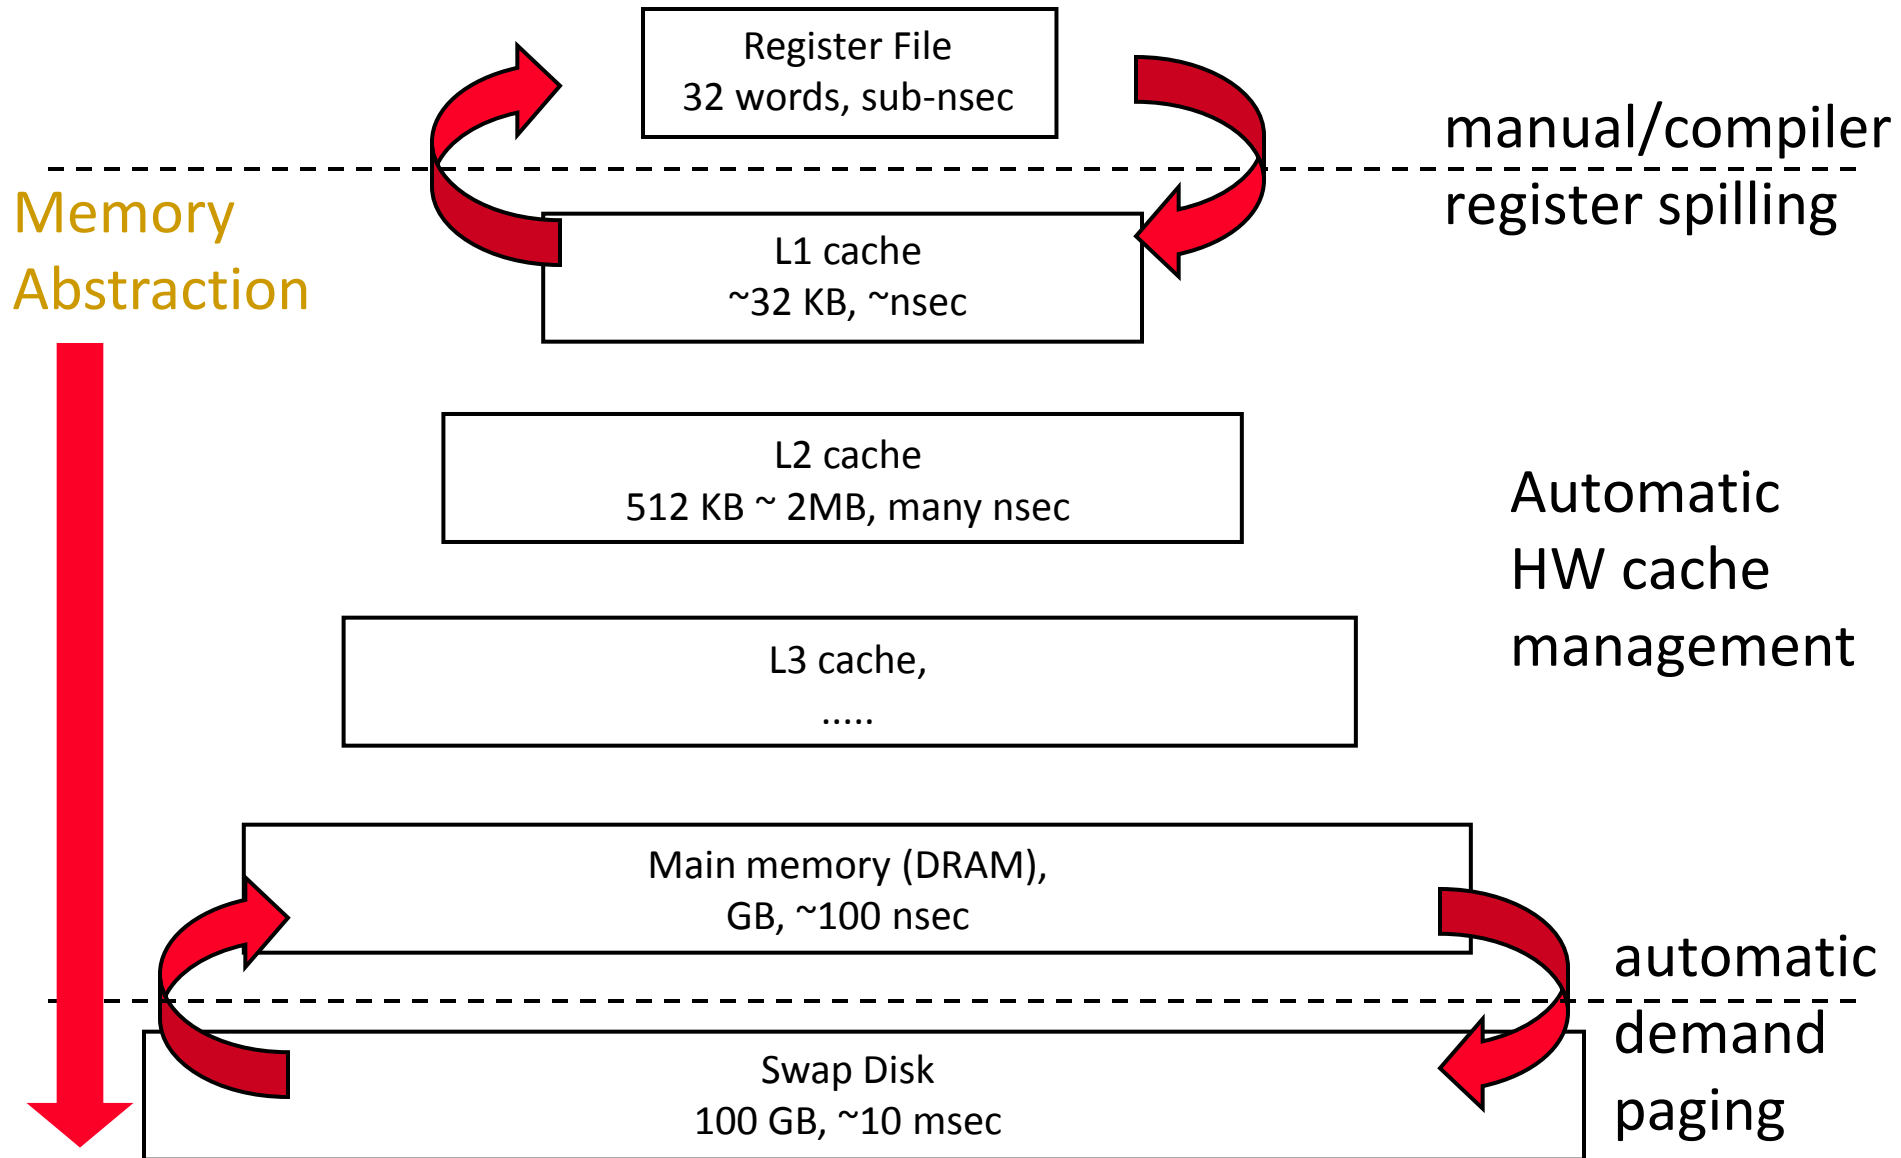 Register File
32 words, sub-nsec
manual/compiler
register spilling
Memory
Abstraction
L1 cache
~32 KB, ~nsec
L2 cache
512 KB ~ 2MB, many nsec
Automatic
HW cache
management
L3 cache,
.....
Main memory (DRAM),
GB, ~100 nsec
automatic
demand
paging
Swap Disk
100 GB, ~10 msec